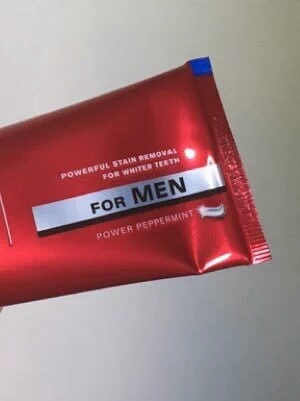 POWERFUL STAIN REMOVAL
FOR WHITER TEETH
FOR MEN
POWER PEPPERMINT